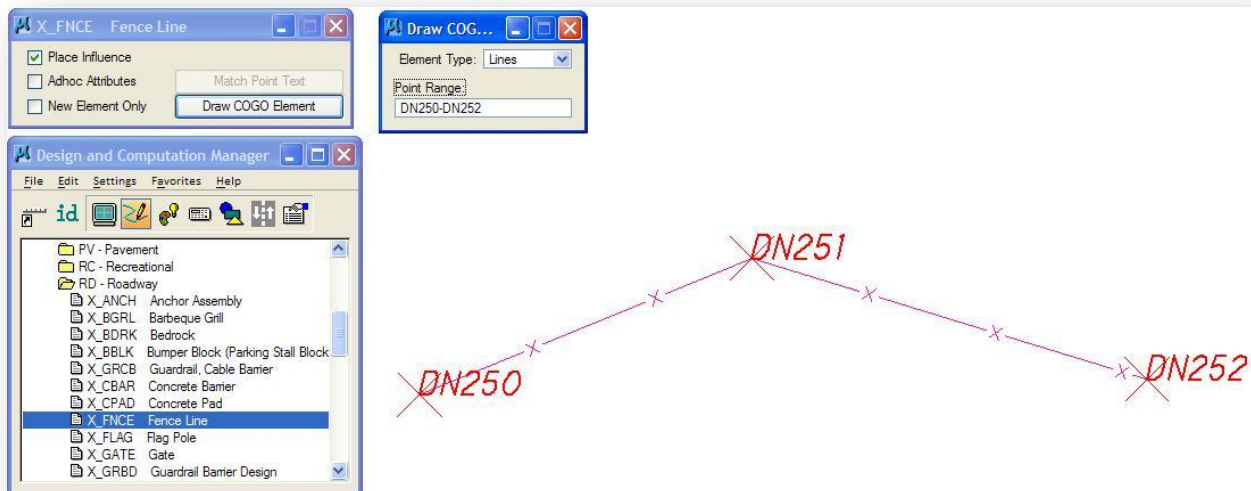 X_FNCE Fence Line
Place Influence
Adhoc Attributes
Match Point Text
New Element Only
Draw COGO Element
Draw COG...
Element Type: Lines
Point Range:
DN250-DN252
Design and Computation Manager
File Edit Settings Favorites Help
id
PV - Pavement
RC - Recreational
RD - Roadway
X_ANCH Anchor Assembly
X_BGRL Barbeque Grill
X_BDRK Bedrock
X_BBLK Bumper Block (Parking Stall Block
X_GRCB Guardrail, Cable Barrier
X_CBAR Concrete Barrier
X_CPAD Concrete Pad
X_FNCE Fence Line
X_FLAG Flag Pole
X_GATE Gate
X_GRBD Guardrail Barrier Design
DN251
DN250
DN252